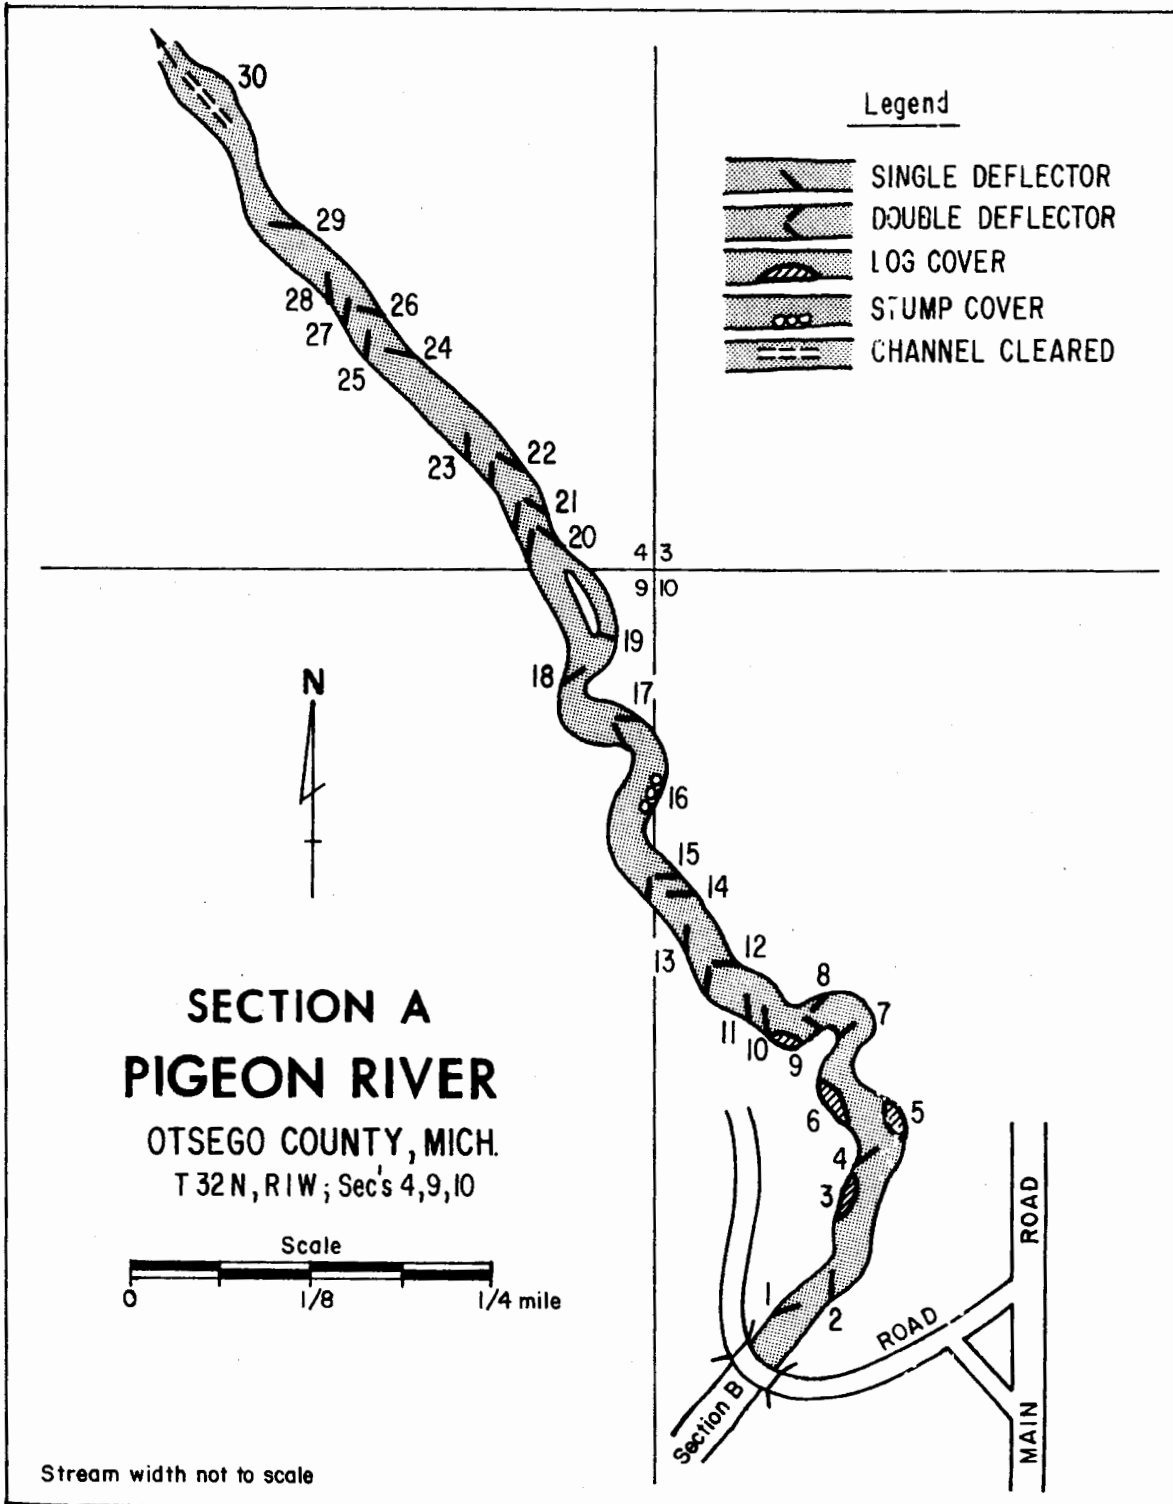 30
Legend
SINGLE DEFLECTOR
DOUBLE DEFLECTOR
LOG COVER
STUMP COVER
CHANNEL CLEARED
29
28
27
26
25
24
23
22
21
20
4 3
9 10
19
18
17
N
16
15
14
13
12
11
10
9
8
7
6
5
4
3
2
1
SECTION A
PIGEON RIVER
OTSEGO COUNTY, MICH.
T 32 N, R I W; Sec's 4, 9, 10
Scale
0 1/8 1/4 mile
ROAD
ROAD
MAIN
Section B
Stream width not to scale